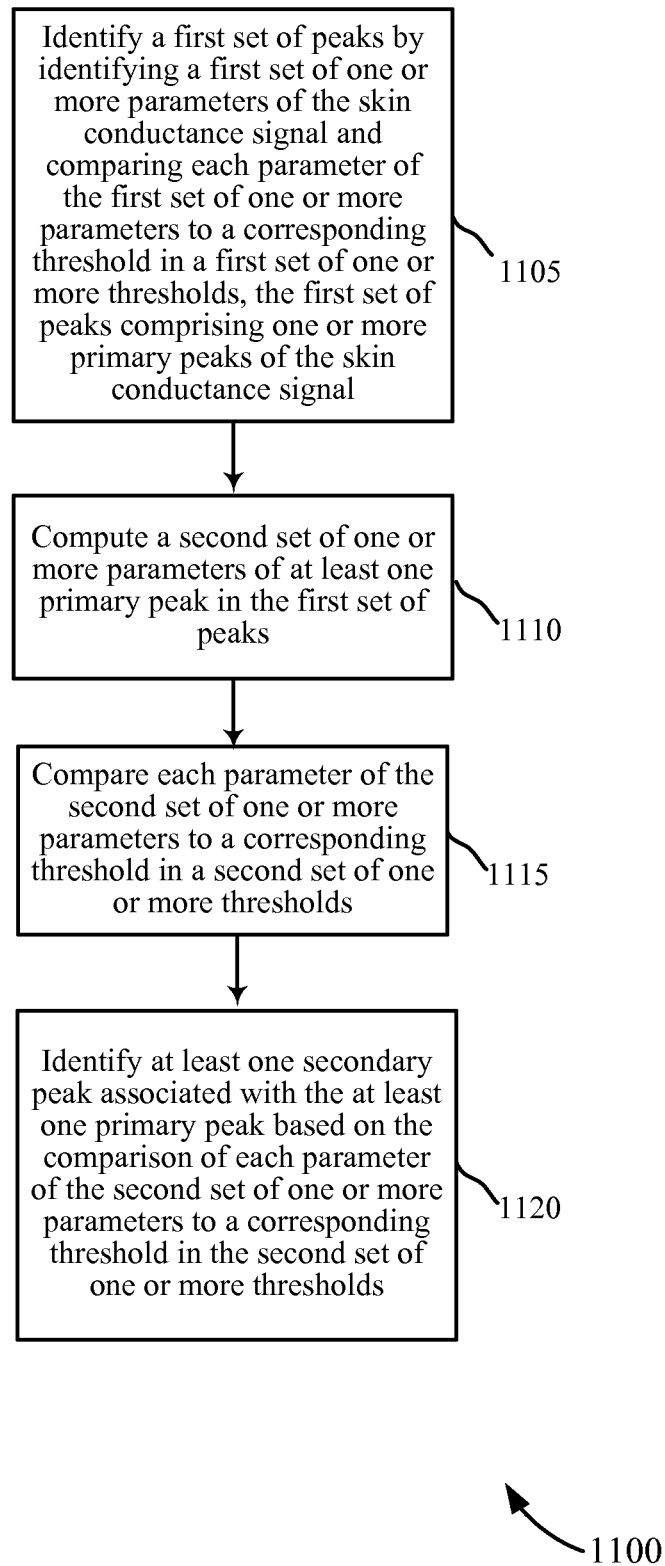 Identify a first set of peaks by
identifying a first set of one or
more parameters of the skin
conductance signal and
comparing each parameter of
the first set of one or more
parameters to a corresponding
threshold in a first set of one or
more thresholds, the first set of
peaks comprising one or more
primary peaks of the skin
conductance signal
1105
Compute a second set of one or
more parameters of at least one
primary peak in the first set of
peaks
1110
Compare each parameter of the
second set of one or more
parameters to a corresponding
threshold in a second set of one
or more thresholds
1115
Identify at least one secondary
peak associated with the at least
one primary peak based on the
comparison of each parameter
of the second set of one or more
parameters to a corresponding
threshold in the second set of
one or more thresholds
1120
1100